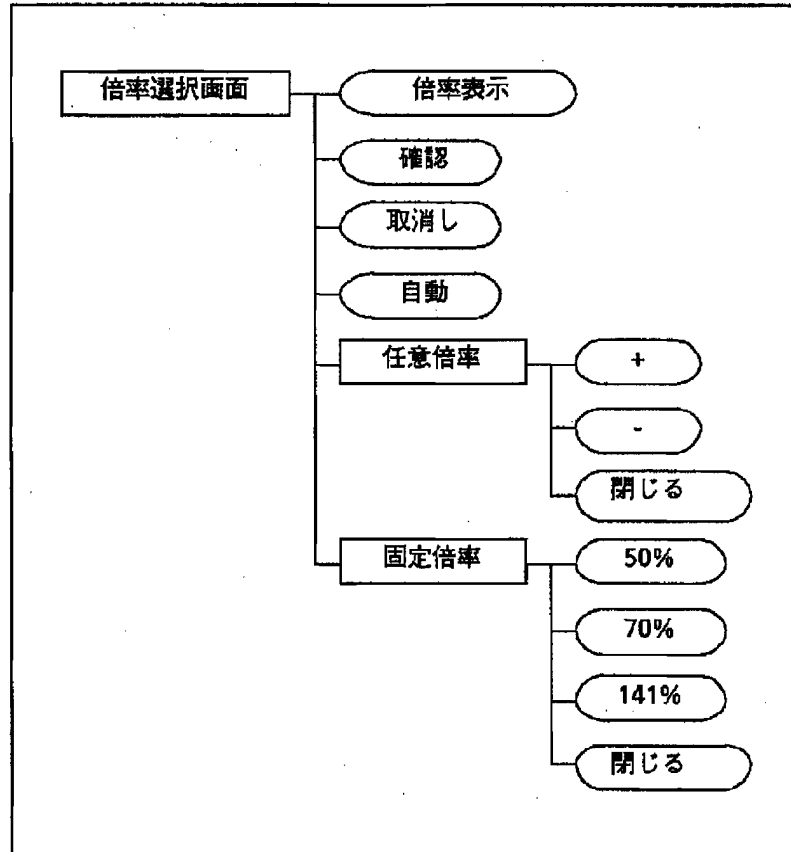 倍率選択画面
倍率表示
確認
取消し
自動
任意倍率
+
-
閉じる
固定倍率
50%
70%
141%
閉じる